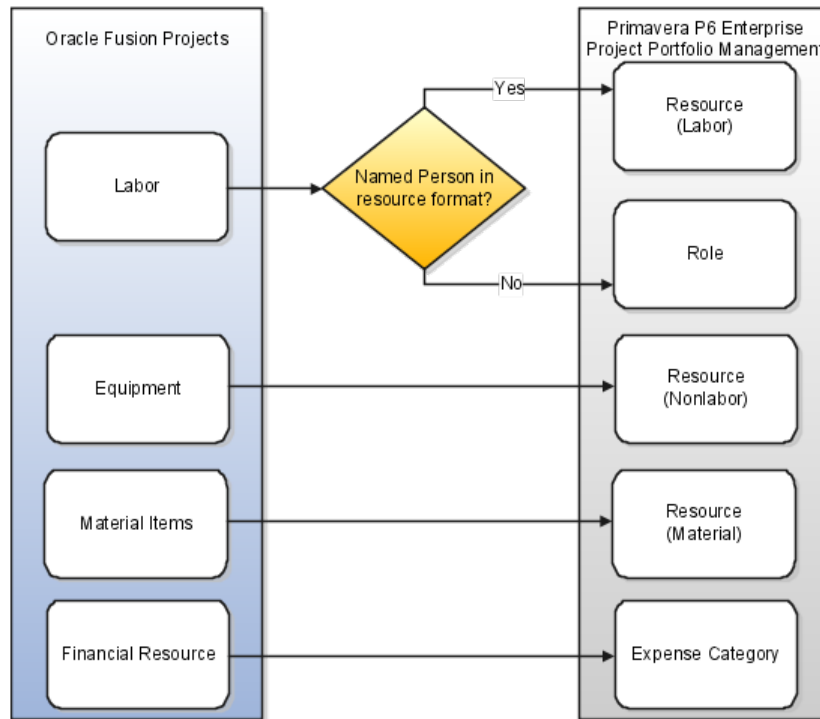 Oracle Fusion Projects
Primavera P6 Enterprise
Project Portfolio Management
Yes
Resource
(Labor)
Labor
Named Person in
resource format?
Role
No
Equipment
Resource
(Nonlabor)
Material Items
Resource
(Material)
Financial Resource
Expense Category